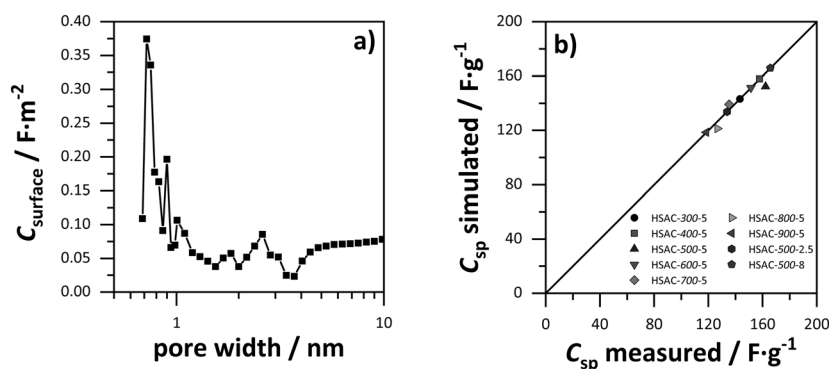 a)
0.40
0.35
0.30
0.25
0.20
0.15
0.10
0.05
0.00
C_surface / F·m⁻²
1
10
pore width / nm
b)
200
160
120
80
40
0
C_sp simulated / F·g⁻¹
HSAC-300-5
HSAC-400-5
HSAC-500-5
HSAC-600-5
HSAC-700-5
HSAC-800-5
HSAC-900-5
HSAC-500-2.5
HSAC-500-8
0 40 80 120 160 200
C_sp measured / F·g⁻¹